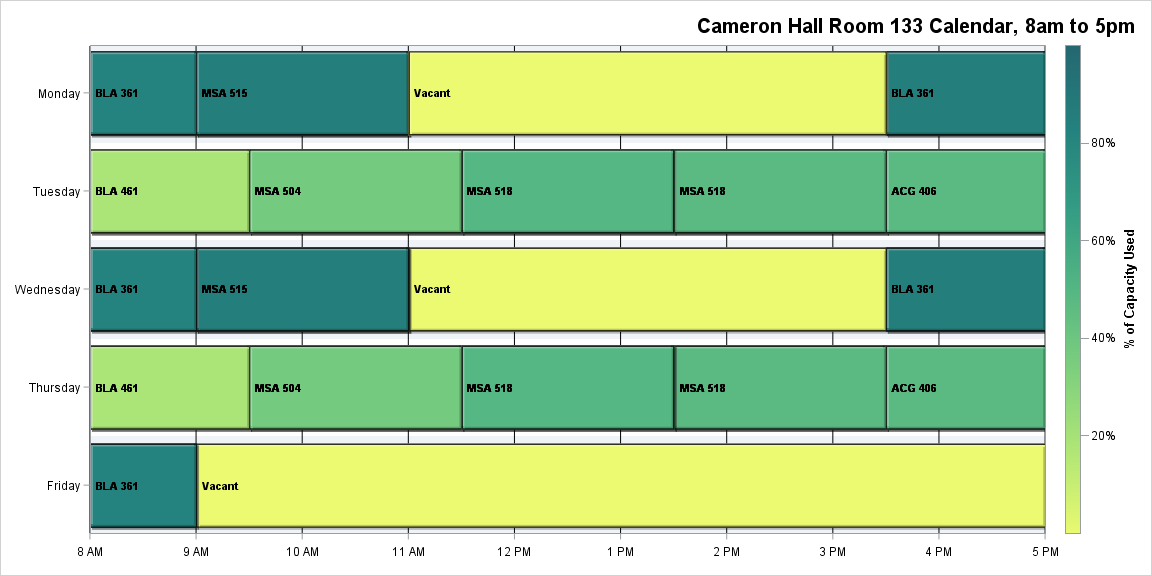 Cameron Hall Room 133 Calendar, 8am to 5pm
Monday
BLA 361
MSA 515
Vacant
BLA 361
Tuesday
BLA 461
MSA 504
MSA 518
MSA 518
ACG 406
Wednesday
BLA 361
MSA 515
Vacant
BLA 361
Thursday
BLA 461
MSA 504
MSA 518
MSA 518
ACG 406
Friday
BLA 361
Vacant
8 AM
9 AM
10 AM
11 AM
12 PM
1 PM
2 PM
3 PM
4 PM
5 PM
80%
60%
40%
20%
% of Capacity Used